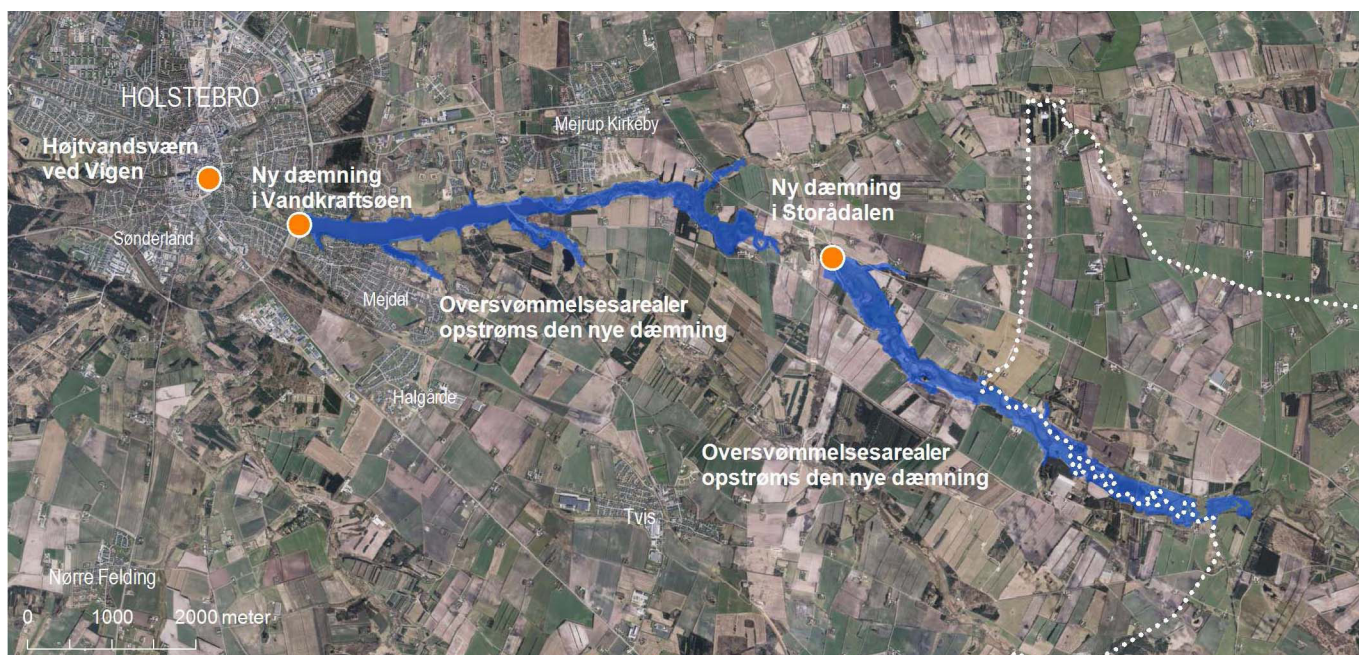 HOLSTEBRO
Mejrup Kirkeby
Højtvandsværn
ved Vigen
Ny dæmning
i Vandkraftsøen
Ny dæmning
i Storådalen
Sønderland
Mejdal
Oversvømmelsesarealer
opstrøms den nye dæmning
Halgårde
Oversvømmelsesarealer
opstrøms den nye dæmning
Tvis
Nørre Felding
0 1000 2000 meter